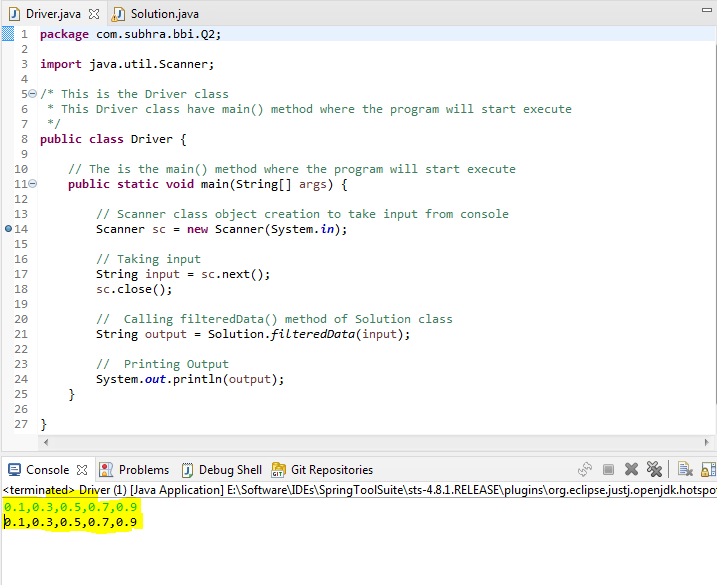 Driver.java Solution.java
1 package com.subhra.bbi.Q2;
2
3 import java.util.Scanner;
4
5 /* This is the Driver class
6 * This Driver class have main() method where the program will start execute
7 */
8 public class Driver {
9
10 // The is the main() method where the program will start execute
11 public static void main(String[] args) {
12
13 // Scanner class object creation to take input from console
14 Scanner sc = new Scanner(System.in);
15
16 // Taking input
17 String input = sc.next();
18 sc.close();
19
20 // Calling filteredData() method of Solution class
21 String output = Solution.filteredData(input);
22
23 // Printing Output
24 System.out.println(output);
25 }
26
27 }
Console Problems Debug Shell Git Repositories
<terminated> Driver (1) [Java Application] E:\Software\IDEs\SpringToolSuite\sts-4.8.1.RELEASE\plugins\org.eclipse.justj.openjdk.hotspo
0.1,0.3,0.5,0.7,0.9
0.1,0.3,0.5,0.7,0.9